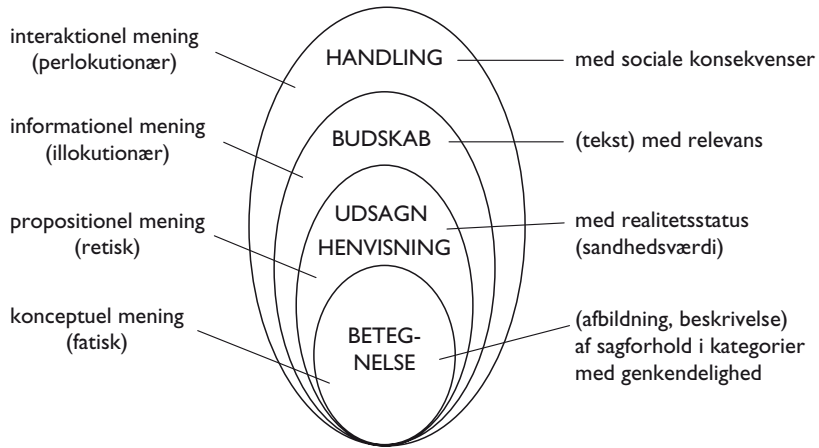 interaktionel mening
(perlokutionær)
HANDLING
med sociale konsekvenser
informationel mening
(illokutionær)
BUDSKAB
(tekst) med relevans
propositionel mening
(retisk)
UDSAGN
HENVISNING
med realitetsstatus
(sandhedsværdi)
konceptuel mening
(fatisk)
BETEG-
NELSE
(afbildning, beskrivelse)
af sagforhold i kategorier
med genkendelighed